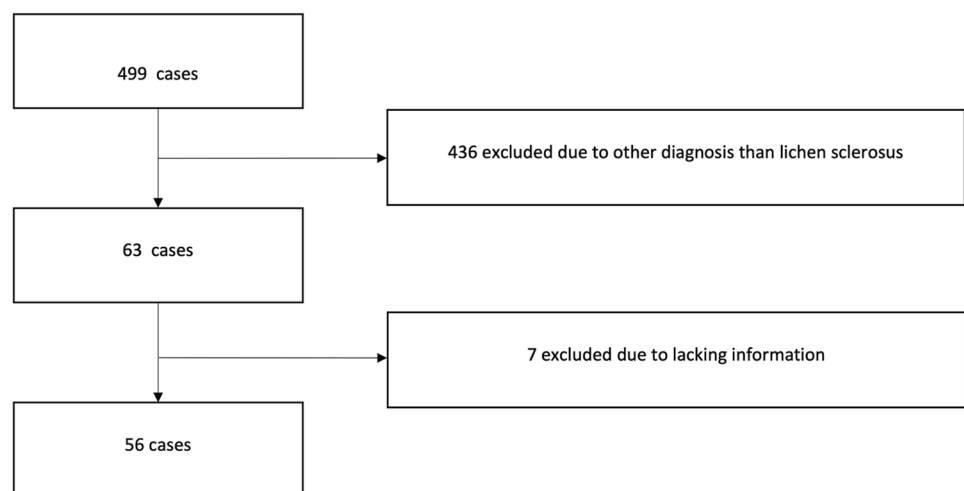 499 cases
436 excluded due to other diagnosis than lichen sclerosus
63 cases
7 excluded due to lacking information
56 cases